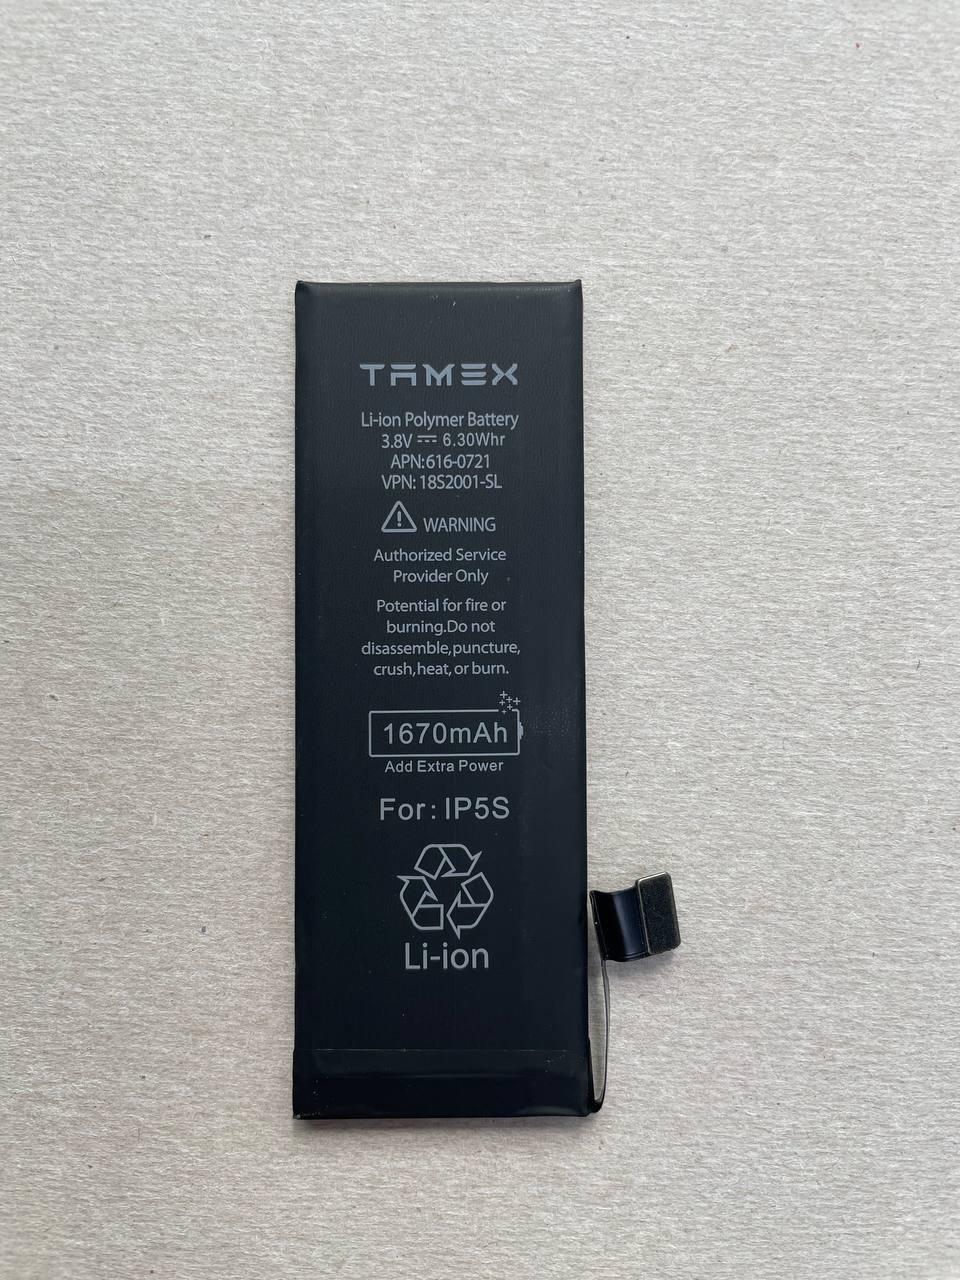 TAMEX
Li-ion Polymer Battery
3.8V ⎓ 6.30Whr
APN:616-0721
VPN: 18S2001-SL
WARNING
Authorized Service
Provider Only
Potential for fire or
burning.Do not
disassemble,puncture,
crush,heat, or burn.
1670mAh
Add Extra Power
For: IP5S
Li-ion